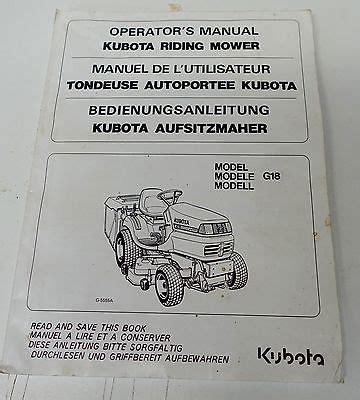 OPERATOR'S MANUAL
KUBOTA RIDING MOWER
MANUEL DE L'UTILISATEUR
TONDEUSE AUTOPORTEE KUBOTA
BEDIENUNGSANLEITUNG
KUBOTA AUFSITZMAHER
MODEL
MODELE G18
MODELL
KUBOTA
G-5555A
READ AND SAVE THIS BOOK
MANUEL A LIRE ET A CONSERVER
DIESE ANLEITUNG BITTE SORGFALTIG
DURCHLESEN UND GRIFFBEREIT AUFBEWAHREN
Kubota